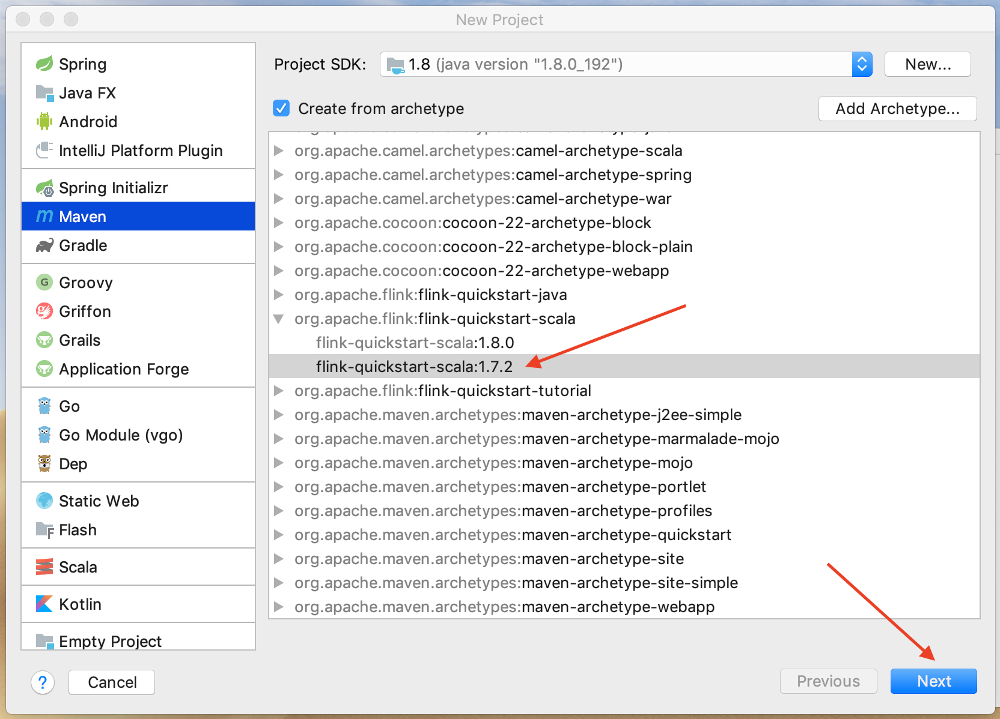 New Project
Spring
Java FX
Android
IntelliJ Platform Plugin
Spring Initializr
Maven
Gradle
G Groovy
Griffon
Grails
Application Forge
Go
Go Module (vgo)
Dep
Static Web
Flash
Scala
Kotlin
Empty Project
Project SDK: 1.8 (java version "1.8.0_192") New...
Create from archetype Add Archetype...
org.apache.camel.archetypes:camel-archetype-scala
org.apache.camel.archetypes:camel-archetype-spring
org.apache.camel.archetypes:camel-archetype-war
org.apache.cocoon:cocoon-22-archetype-block
org.apache.cocoon:cocoon-22-archetype-block-plain
org.apache.cocoon:cocoon-22-archetype-webapp
org.apache.flink:flink-quickstart-java
org.apache.flink:flink-quickstart-scala
flink-quickstart-scala:1.8.0
flink-quickstart-scala:1.7.2
org.apache.flink:flink-quickstart-tutorial
org.apache.maven.archetypes:maven-archetype-j2ee-simple
org.apache.maven.archetypes:maven-archetype-marmalade-mojo
org.apache.maven.archetypes:maven-archetype-mojo
org.apache.maven.archetypes:maven-archetype-portlet
org.apache.maven.archetypes:maven-archetype-profiles
org.apache.maven.archetypes:maven-archetype-quickstart
org.apache.maven.archetypes:maven-archetype-site
org.apache.maven.archetypes:maven-archetype-site-simple
org.apache.maven.archetypes:maven-archetype-webapp
? Cancel Previous Next